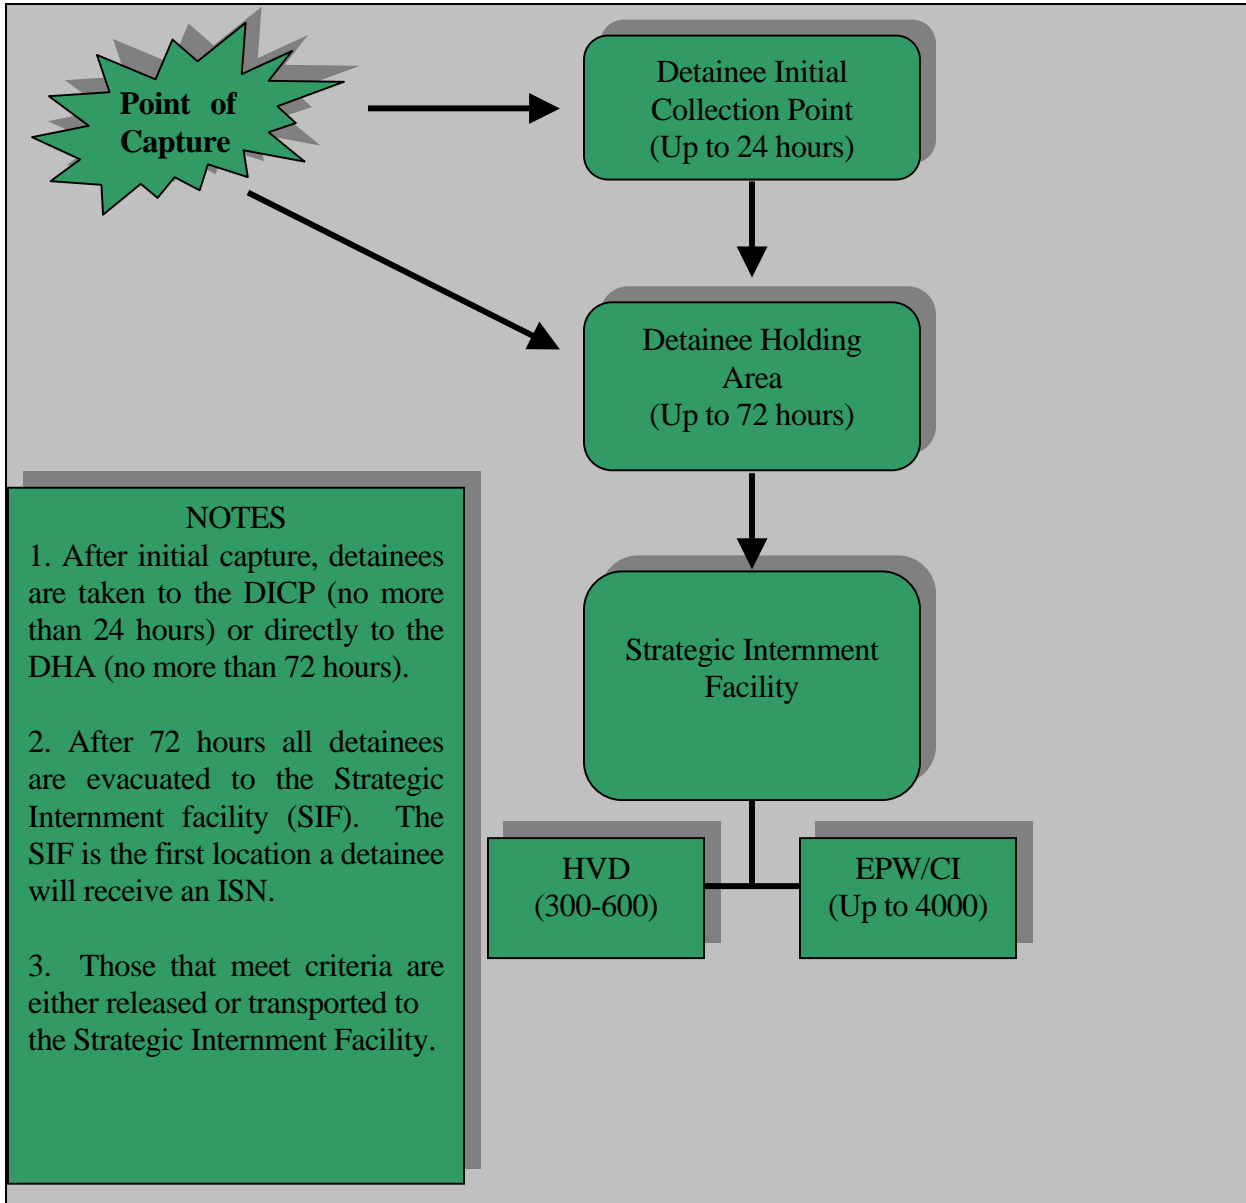 Point of
Capture
Detainee Initial
Collection Point
(Up to 24 hours)
Detainee Holding
Area
(Up to 72 hours)
Strategic Internment
Facility
HVD
(300-600)
EPW/CI
(Up to 4000)
NOTES
1. After initial capture, detainees
are taken to the DICP (no more
than 24 hours) or directly to the
DHA (no more than 72 hours).
2. After 72 hours all detainees
are evacuated to the Strategic
Internment facility (SIF). The
SIF is the first location a detainee
will receive an ISN.
3. Those that meet criteria are
either released or transported to
the Strategic Internment Facility.